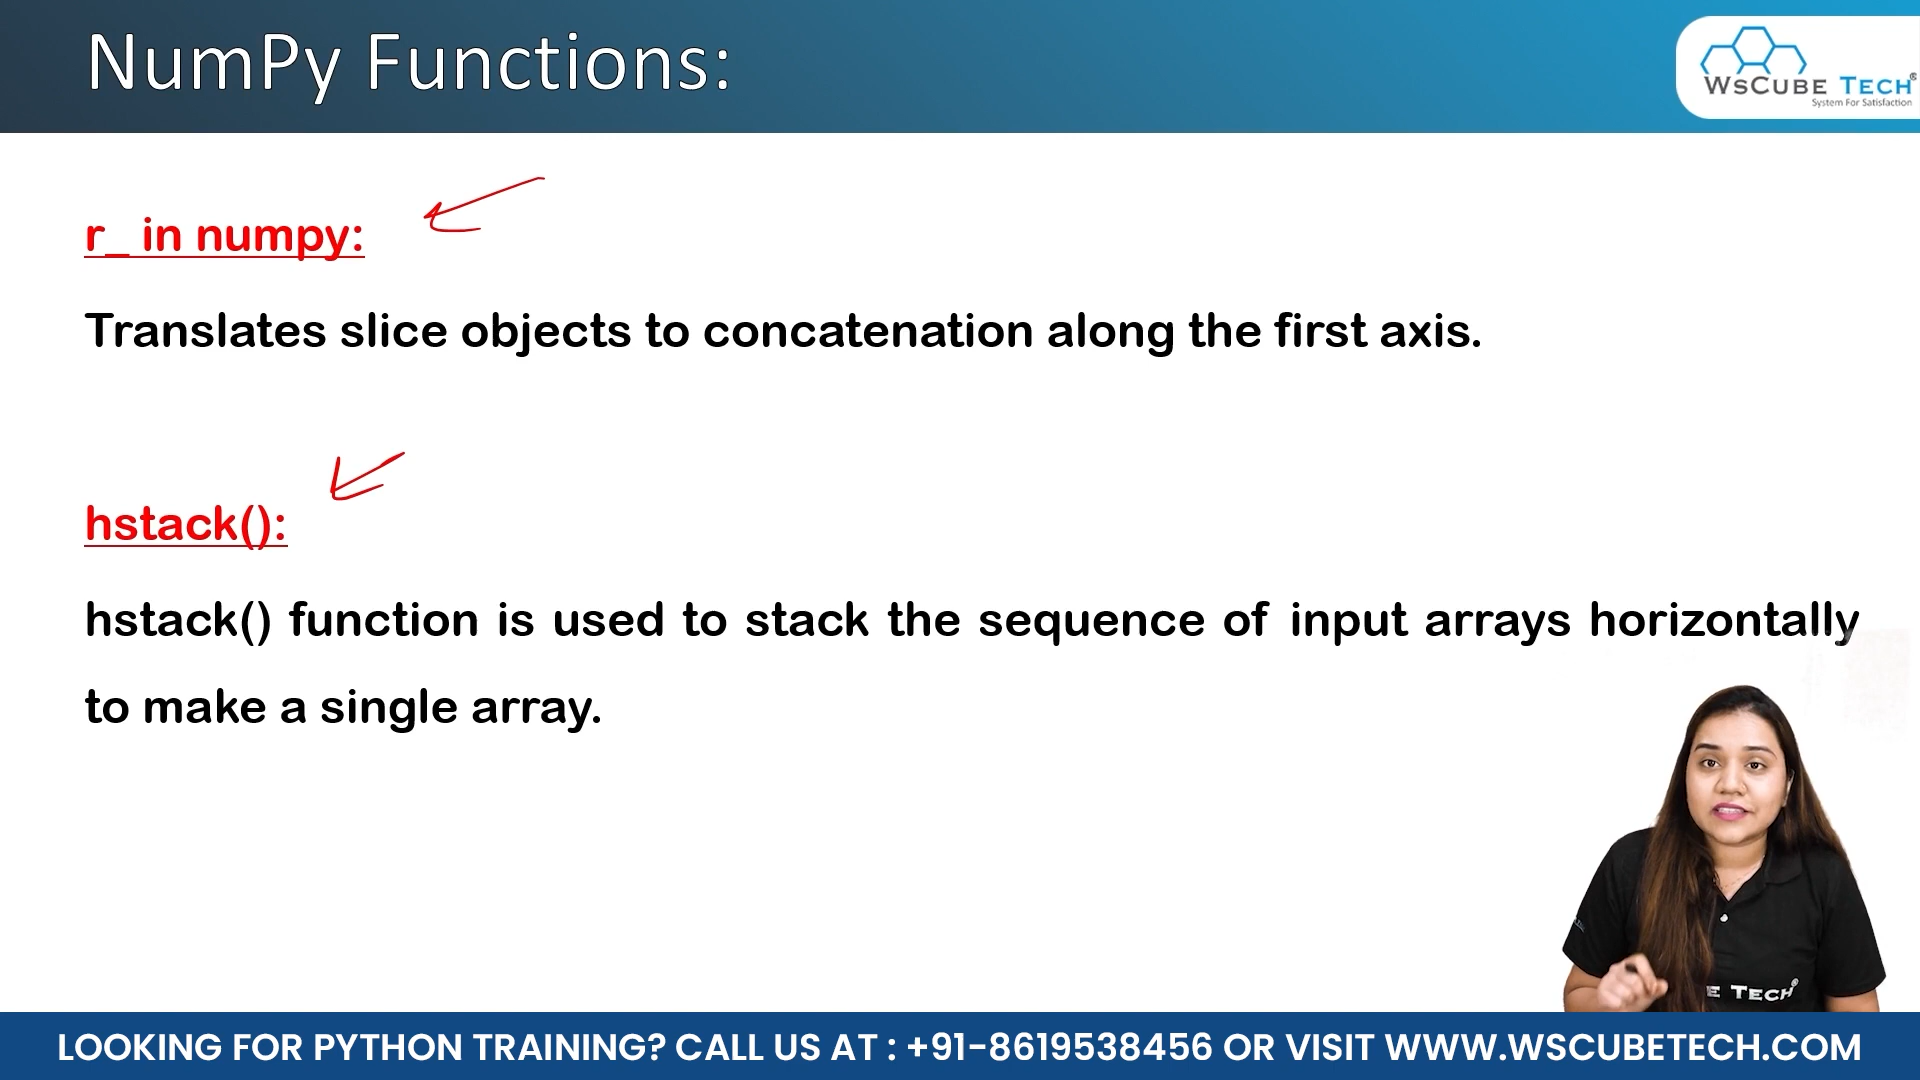 NumPy Functions:
WSCUBE TECH®
System For Satisfaction
r_ in numpy:
Translates slice objects to concatenation along the first axis.
hstack():
hstack() function is used to stack the sequence of input arrays horizontally
to make a single array.
E TECH®
LOOKING FOR PYTHON TRAINING? CALL US AT : +91-8619538456 OR VISIT WWW.WSCUBETECH.COM